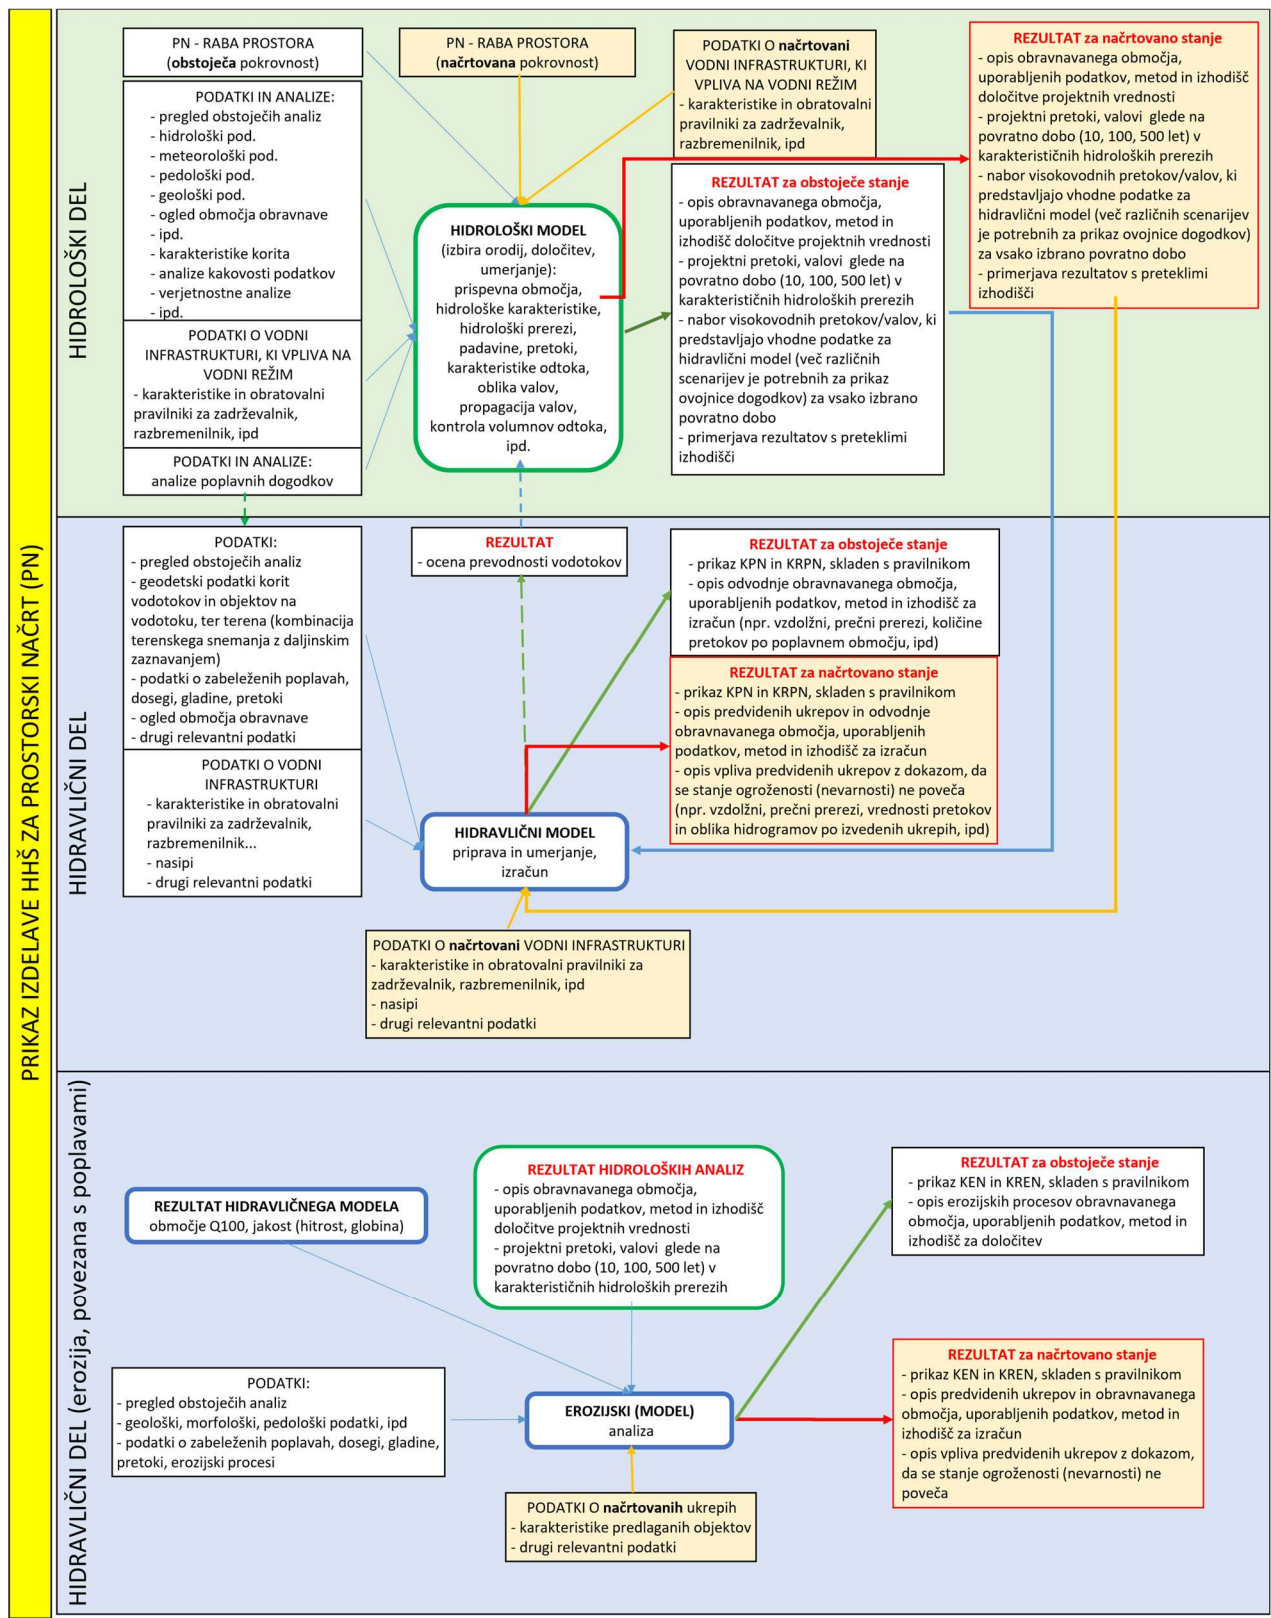 PRIKAZ IZDELAVE HHŠ ZA PROSTORSKI NAČRT (PN)
HIDROLOŠKI DEL
PN - RABA PROSTORA
(obstoječa pokrovnost)
PODATKI IN ANALIZE:
- pregled obstoječih analiz
- hidrološki pod.
- meteorološki pod.
- pedološki pod.
- geološki pod.
- ogled območja obravnave
- ipd.
- karakteristike korita
- analize kakovosti podatkov
- verjetnostne analize
- ipd.
PODATKI O VODNI
INFRASTRUKTURI, KI VPLIVA NA
VODNI REŽIM
- karakteristike in obratovalni
pravilniki za zadrževalnik,
razbremenilnik, ipd
PODATKI IN ANALIZE:
analize poplavnih dogodkov
PN - RABA PROSTORA
(načrtovana pokrovnost)
PODATKI O načrtovani
VODNI INFRASTRUKTURI, KI
VPLIVA NA VODNI REŽIM
- karakteristike in obratovalni
pravilniki za zadrževalnik,
razbremenilnik, ipd
HIDROLOŠKI MODEL
(izbira orodij, določitev,
umerjanje):
prispevna območja,
hidrološke karakteristike,
hidrološki prerezi,
padavine, pretoki,
karakteristike odtoka,
oblika valov,
propagacija valov,
kontrola volumnov odtoka,
ipd.
REZULTAT za obstoječe stanje
- opis obravnavanega območja,
uporabljenih podatkov, metod in
izhodišč določitve projektnih vrednosti
- projektni pretoki, valovi glede na
povratno dobo (10, 100, 500 let) v
karakterističnih hidroloških prerezih
- nabor visokovodnih pretokov/valov, ki
predstavljajo vhodne podatke za
hidravlični model (več različnih
scenarijev je potrebnih za prikaz
ovojnice dogodkov) za vsako izbrano
povratno dobo
- primerjava rezultatov s preteklimi
izhodišči
REZULTAT za načrtovano stanje
- opis obravnavanega območja,
uporabljenih podatkov, metod in izhodišč
določitve projektnih vrednosti
- projektni pretoki, valovi glede na
povratno dobo (10, 100, 500 let) v
karakterističnih hidroloških prerezih
- nabor visokovodnih pretokov/valov, ki
predstavljajo vhodne podatke za
hidravlični model (več različnih scenarijev
je potrebnih za prikaz ovojnice dogodkov)
za vsako izbrano povratno dobo
- primerjava rezultatov s preteklimi
izhodišči
HIDRAVLIČNI DEL
PODATKI:
- pregled obstoječih analiz
- geodetski podatki korit
vodotokov in objektov na
vodotoku, ter terena (kombinacija
terenskega snemanja z daljinskim
zaznavanjem)
- podatki o zabeleženih poplavah,
dosegi, gladine, pretoki
- ogled območja obravnave
- drugi relevantni podatki
PODATKI O VODNI
INFRASTRUKTURI
- karakteristike in obratovalni
pravilniki za zadrževalnik,
razbremenilnik...
- nasipi
- drugi relevantni podatki
REZULTAT
- ocena prevodnosti vodotokov
REZULTAT za obstoječe stanje
- prikaz KPN in KRPN, skladen s pravilnikom
- opis odvodnje obravnavanega območja,
uporabljenih podatkov, metod in izhodišč za
izračun (npr. vzdolžni, prečni prerezi, količine
pretokov po poplavnem območju, ipd)
REZULTAT za načrtovano stanje
- prikaz KPN in KRPN, skladen s pravilnikom
- opis predvidenih ukrepov in odvodnje
obravnavanega območja, uporabljenih
podatkov, metod in izhodišč za izračun
- opis vpliva predvidenih ukrepov z dokazom, da
se stanje ogroženosti (nevarnosti) ne poveča
(npr. vzdolžni, prečni prerezi, vrednosti pretokov
in oblika hidrogramov po izvedenih ukrepih, ipd)
HIDRAVLIČNI MODEL
priprava in umerjanje,
izračun
PODATKI O načrtovani VODNI INFRASTRUKTURI
- karakteristike in obratovalni pravilniki za
zadrževalnik, razbremenilnik, ipd
- nasipi
- drugi relevantni podatki
HIDRAVLIČNI DEL (erozija, povezana s poplavami)
REZULTAT HIDRAVLIČNEGA MODELA
območje Q100, jakost (hitrost, globina)
REZULTAT HIDROLOŠKIH ANALIZ
- opis obravnavanega območja,
uporabljenih podatkov, metod in izhodišč
določitve projektnih vrednosti
- projektni pretoki, valovi glede na
povratno dobo (10, 100, 500 let) v
karakterističnih hidroloških prerezih
REZULTAT za obstoječe stanje
- prikaz KEN in KREN, skladen s pravilnikom
- opis erozijskih procesov obravnavanega
območja, uporabljenih podatkov, metod in
izhodišč za določitev
PODATKI:
- pregled obstoječih analiz
- geološki, morfološki, pedološki podatki, ipd
- podatki o zabeleženih poplavah, dosegi, gladine,
pretoki, erozijski procesi
EROZIJSKI (MODEL)
analiza
REZULTAT za načrtovano stanje
- prikaz KEN in KREN, skladen s pravilnikom
- opis predvidenih ukrepov in obravnavanega
območja, uporabljenih podatkov, metod in
izhodišč za izračun
- opis vpliva predvidenih ukrepov z dokazom,
da se stanje ogroženosti (nevarnosti) ne
poveča
PODATKI O načrtovanih ukrepih
- karakteristike predlaganih objektov
- drugi relevantni podatki